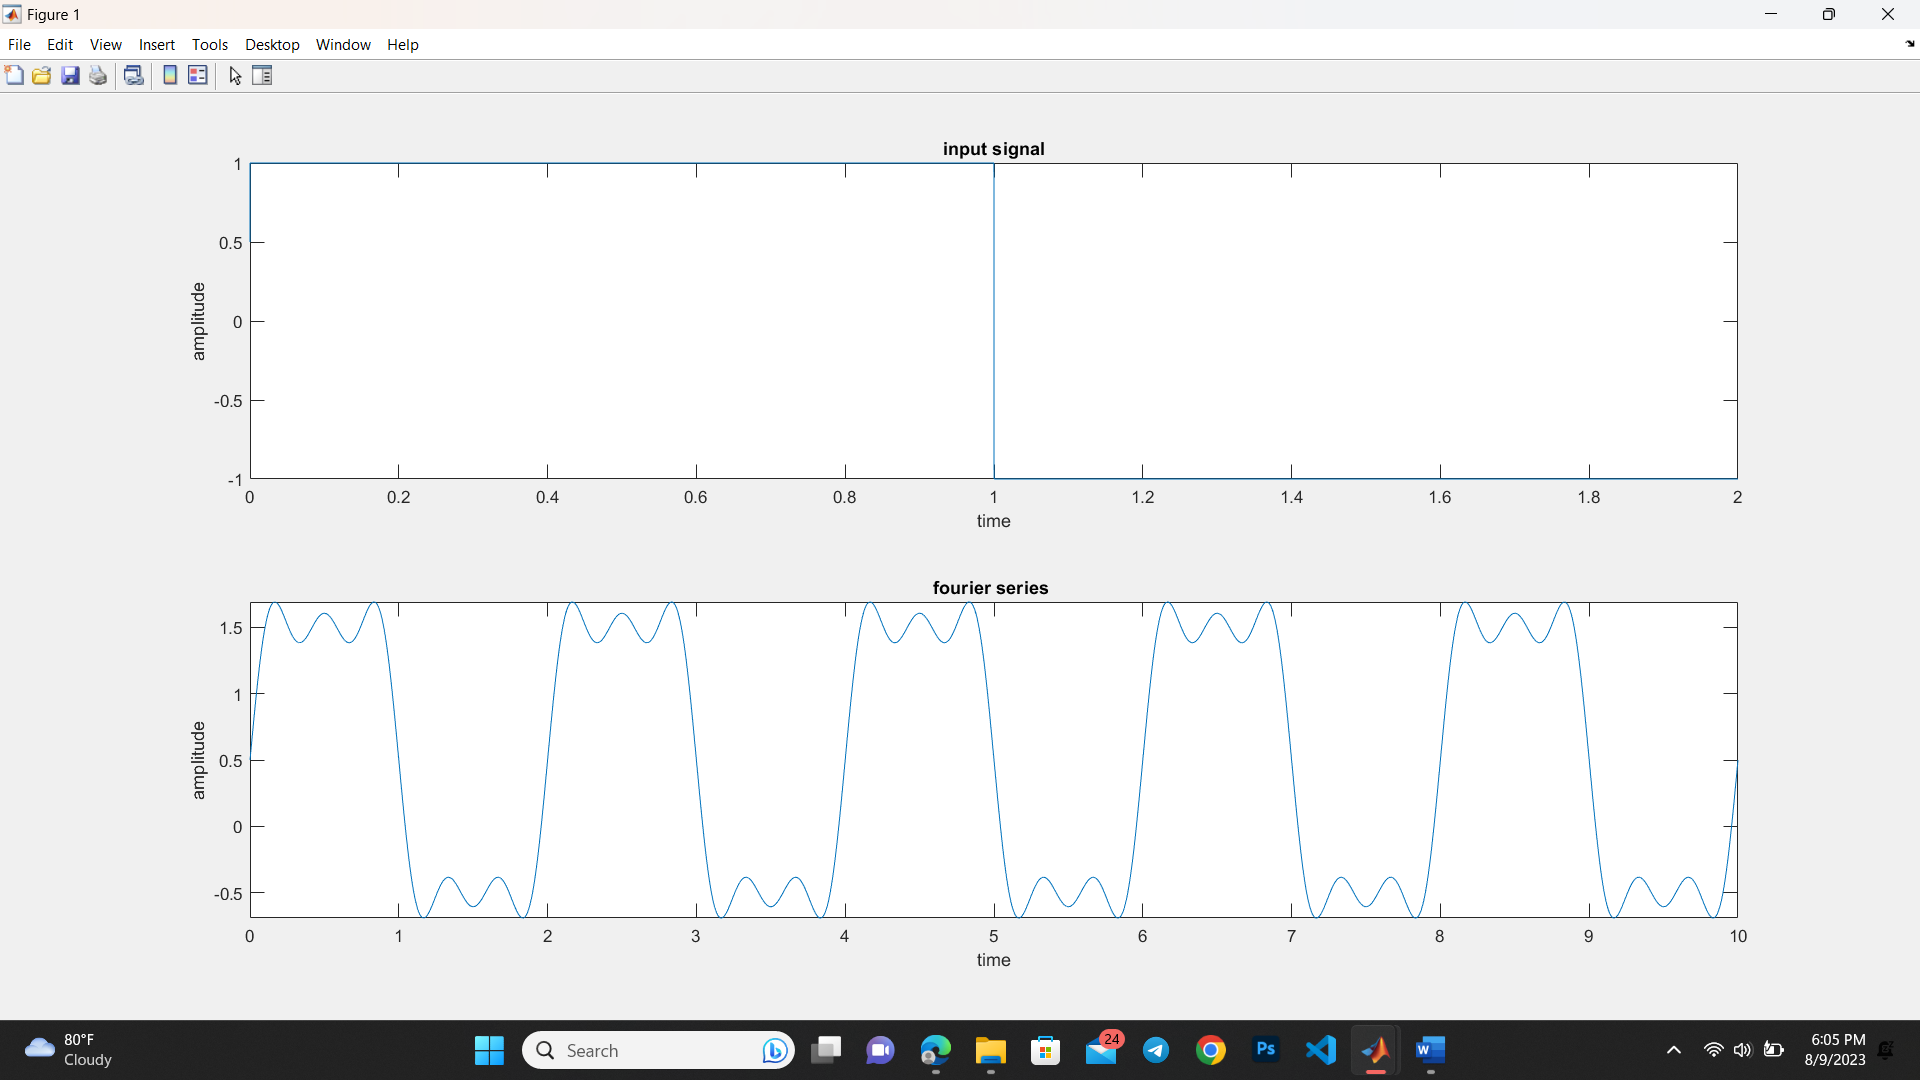 Figure 1
File Edit View Insert Tools Desktop Window Help
input signal
1
0.5
0
-0.5
-1
amplitude
0 0.2 0.4 0.6 0.8 1 1.2 1.4 1.6 1.8 2
time
fourier series
1.5
1
0.5
0
-0.5
amplitude
0 1 2 3 4 5 6 7 8 9 10
time
80°F
Cloudy
Search
24
Ps
W
6:05 PM
8/9/2023